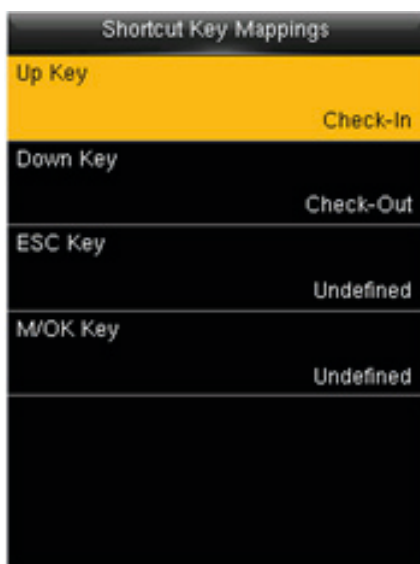 Shortcut Key Mappings
Up Key
Check-In
Down Key
Check-Out
ESC Key
Undefined
M/OK Key
Undefined